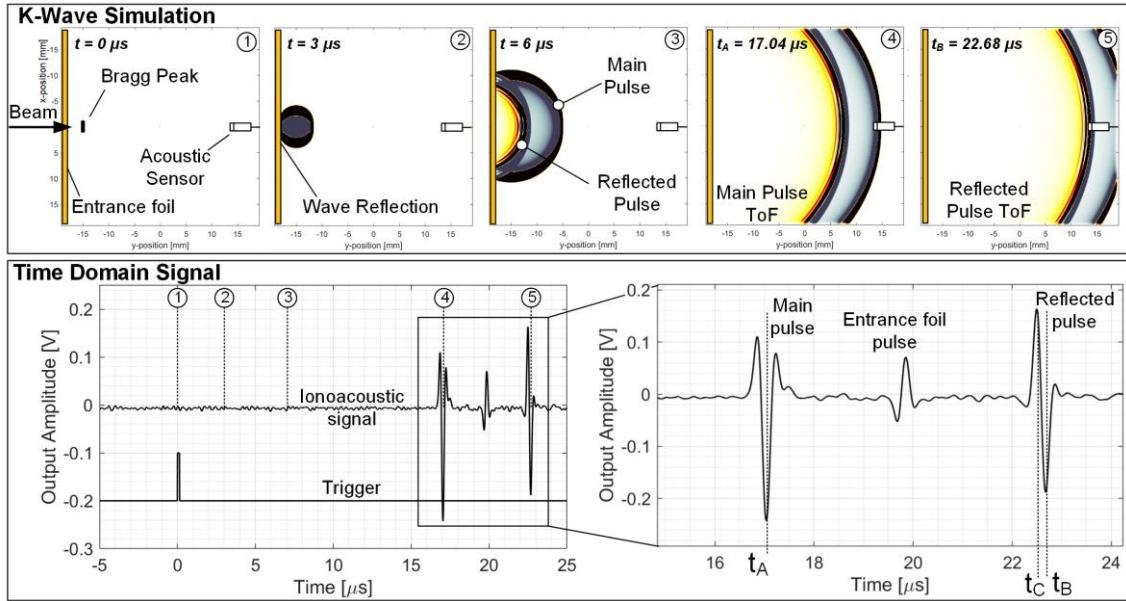 K-Wave Simulation
t = 0 µs
1
Bragg Peak
Beam
Acoustic
Sensor
Entrance foil
x-position [mm]
-15
-10
-5
0
5
10
15
-15 -10 -5 0 5 10 15
y-position [mm]
t = 3 µs
2
Wave Reflection
-15 -10 -5 0 5 10 15
y-position [mm]
t = 6 µs
3
Main
Pulse
Reflected
Pulse
-15 -10 -5 0 5 10 15
y-position [mm]
tA = 17.04 µs
4
Main Pulse
ToF
-15 -10 -5 0 5 10 15
y-position [mm]
tB = 22.68 µs
5
Reflected
Pulse ToF
-15 -10 -5 0 5 10 15
y-position [mm]
Time Domain Signal
Output Amplitude [V]
0.2
0.1
0
-0.1
-0.2
-0.3
1 2 3 4 5
Ionoacoustic
signal
Trigger
-5 0 5 10 15 20 25
Time [µs]
Output Amplitude [V]
0.2
0.1
0
-0.1
-0.2
Main
pulse
Entrance foil
pulse
Reflected
pulse
16 18 20 22 24
tA tC tB
Time [µs]